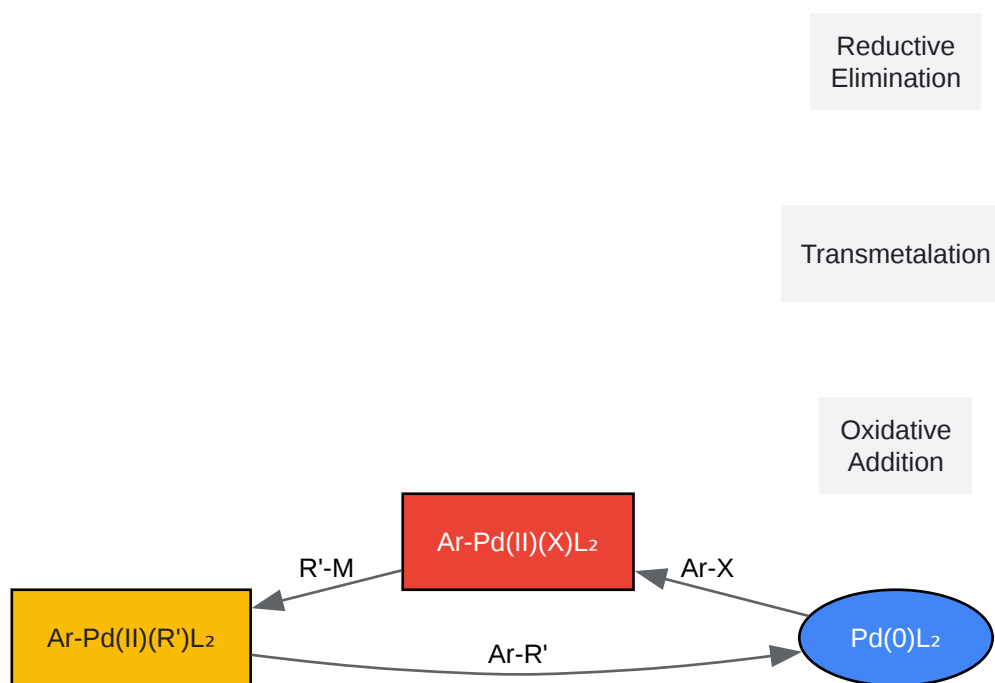 Reductive
Elimination
Transmetalation
Oxidative
Addition
Ar-Pd(II)(X)L₂
R'-M
Ar-X
Ar-Pd(II)(R')L₂
Ar-R'
Pd(0)L₂